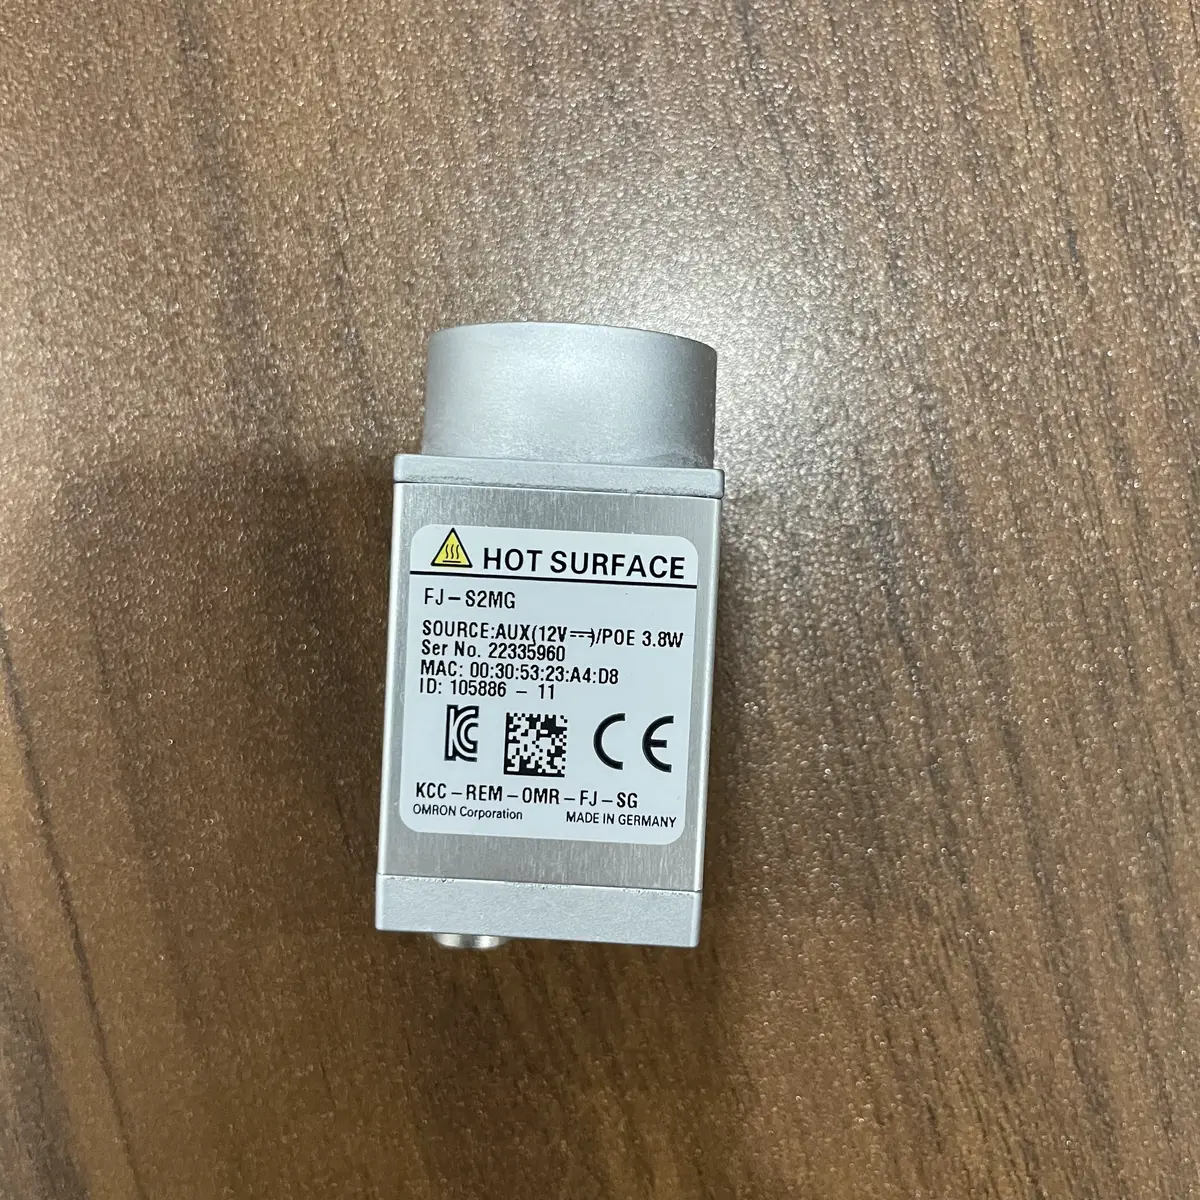 HOT SURFACE
FJ-S2MG
SOURCE:AUX(12V⎓)/POE 3.8W
Ser No. 22335960
MAC: 00:30:53:23:A4:D8
ID: 105886 - 11
KC CE
KCC-REM-OMR-FJ-SG
OMRON Corporation MADE IN GERMANY